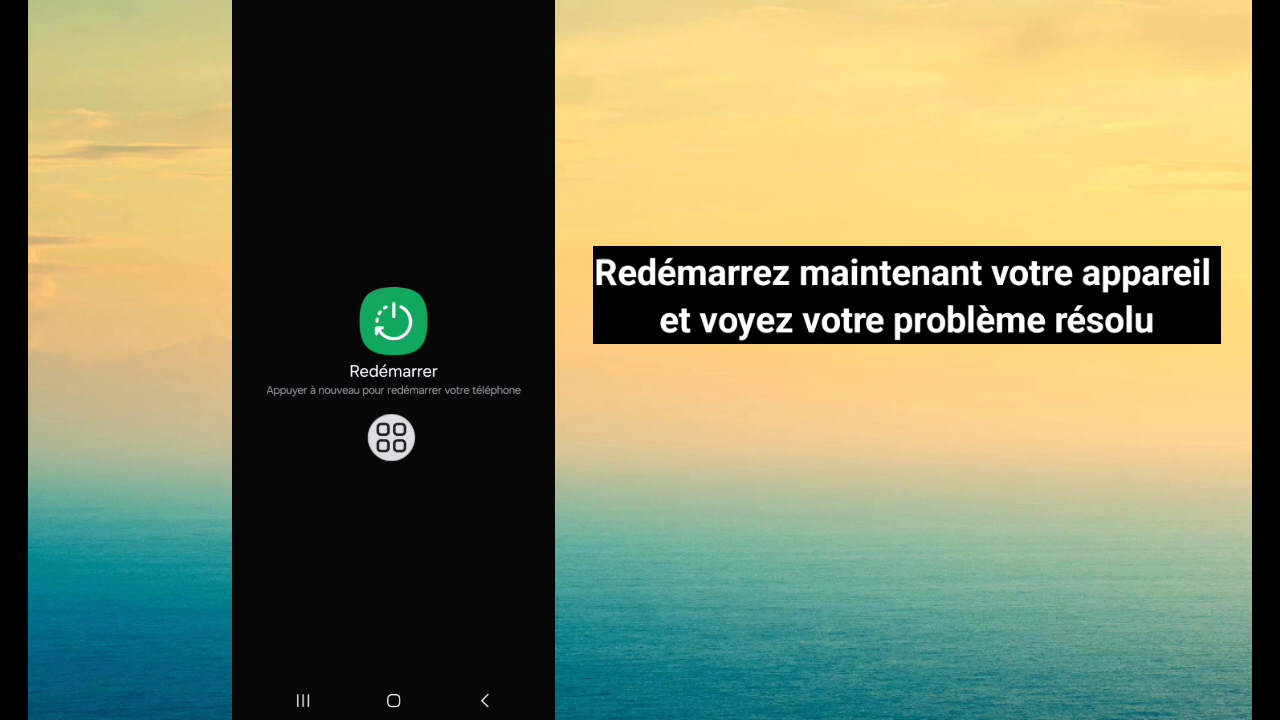 Redémarrer
Appuyer à nouveau pour redémarrer votre téléphone
Redémarrez maintenant votre appareil
et voyez votre problème résolu